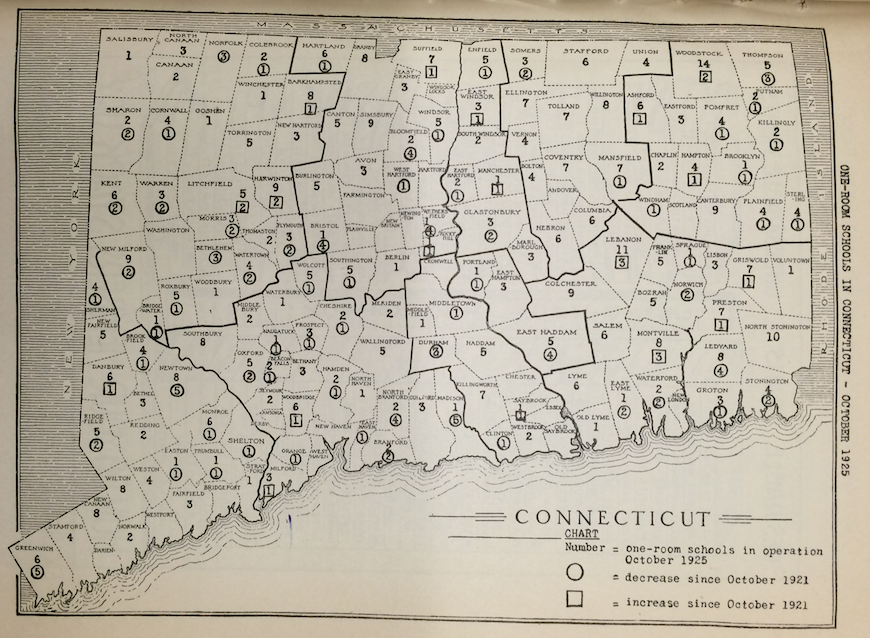 MASSACHUSETTS
SALISBURY
1
NORTH
CANAAN
3
CANAAN
2
NORFOLK
3
COLEBROOK
2
1
HARTLAND
6
1
GRANBY
8
SUFFIELD
7
1
ENFIELD
5
1
SOMERS
3
2
STAFFORD
6
UNION
4
WOODSTOCK
14
2
THOMPSON
5
3
EAST
GRANBY
3
WINDSOR
LOCKS
WINCHESTER
1
BARKHAMSTED
8
1
EAST
WINDSOR
3
1
ELLINGTON
7
TOLLAND
7
WILLINGTON
8
ASHFORD
6
1
EASTFORD
3
POMFRET
4
1
PUTNAM
2
1
KILLINGLY
2
1
SHARON
2
2
CORNWALL
4
1
GOSHEN
1
TORRINGTON
5
NEW HARTFORD
3
CANTON
5
SIMSBURY
9
BLOOMFIELD
2
4
WINDSOR
5
1
SOUTH WINDSOR
2
VERNON
4
AVON
3
WEST
HARTFORD
1
HARTFORD
EAST
HARTFORD
2
1
MANCHESTER
1
BOLTON
4
COVENTRY
7
ANDOVER
MANSFIELD
7
1
CHAPLIN
2
HAMPTON
4
1
BROOKLYN
1
1
KENT
6
2
WARREN
3
2
LITCHFIELD
5
2
HARWINTON
9
2
BURLINGTON
5
FARMINGTON
COLUMBIA
6
WINDHAM
1
SCOTLAND
CANTERBURY
9
PLAINFIELD
4
1
STERL-
ING
4
1
WASHINGTON
MORRIS
3
2
THOMASTON
2
PLYMOUTH
3
2
BRISTOL
1
4
PLAINVILLE
NEW
BRITAIN
NEWING
TON
WETHERS
FIELD
1
4
ROCKY
HILL
GLASTONBURY
3
2
HEBRON
6
MARL
BOROUGH
3
LEBANON
11
3
FRANK-
LIN
5
SPRAGUE
1
LISBON
3
GRISWOLD
7
1
VOLUNTOWN
1
NEW MILFORD
9
2
BETHLEHEM
3
WATERTOWN
4
2
WOLCOTT
5
1
SOUTHINGTON
5
1
BERLIN
1
CROMWELL
PORTLAND
1
EAST
HAMPTON
3
COLCHESTER
9
BOZRAH
5
NORWICH
2
PRESTON
7
1
4
1
SHERMAN
ROXBURY
5
1
WOODBURY
1
WATERBURY
1
CHESHIRE
2
1
MERIDEN
2
MIDDLETOWN
1
BRIDGE
WATER
1
MIDDLE
BURY
2
NEW
FAIRFIELD
5
BROOK
FIELD
4
1
SOUTHBURY
8
NAUGATUCK
1
PROSPECT
3
1
WALLINGFORD
5
DURHAM
3
HADDAM
5
EAST HADDAM
5
4
SALEM
6
MONTVILLE
8
3
LEDYARD
8
4
NORTH STONINGTON
10
DANBURY
6
1
BETHEL
3
NEWTOWN
8
5
OXFORD
5
2
BEACON
FALLS
2
1
BETHANY
3
HAMDEN
2
1
NORTH
HAVEN
1
NORTH
BRANFORD
2
4
GUILFORD
3
MADISON
1
6
KILLINGWORTH
7
CHESTER
LYME
6
EAST
LYME
1
2
WATERFORD
2
2
NEW
LONDON
GROTON
3
1
STONINGTON
4
2
RIDGE
FIELD
5
2
REDDING
2
MONROE
6
1
SEYMOUR
2
ANSONIA
DERBY
WOODBRIDGE
6
1
NEW HAVEN
EAST
HAVEN
1
BRANFORD
2
CLINTON
1
WESTBROOK
2
OLD
SAYBROOK
OLD LYME
1
SHELTON
1
ORANGE
1
WEST
HAVEN
WILTON
8
WESTON
4
EASTON
1
1
TRUMBULL
1
1
STRAT
FORD
1
MILFORD
3
1
NEW
CANAAN
8
FAIRFIELD
3
BRIDGEPORT
WESTPORT
NORWALK
2
STAMFORD
4
DARIEN
GREENWICH
6
5
NEW YORK
RHODE ISLAND
ONE-ROOM SCHOOLS IN CONNECTICUT - OCTOBER 1925
CONNECTICUT
CHART
Number = one-room schools in operation
October 1925
= decrease since October 1921
= increase since October 1921